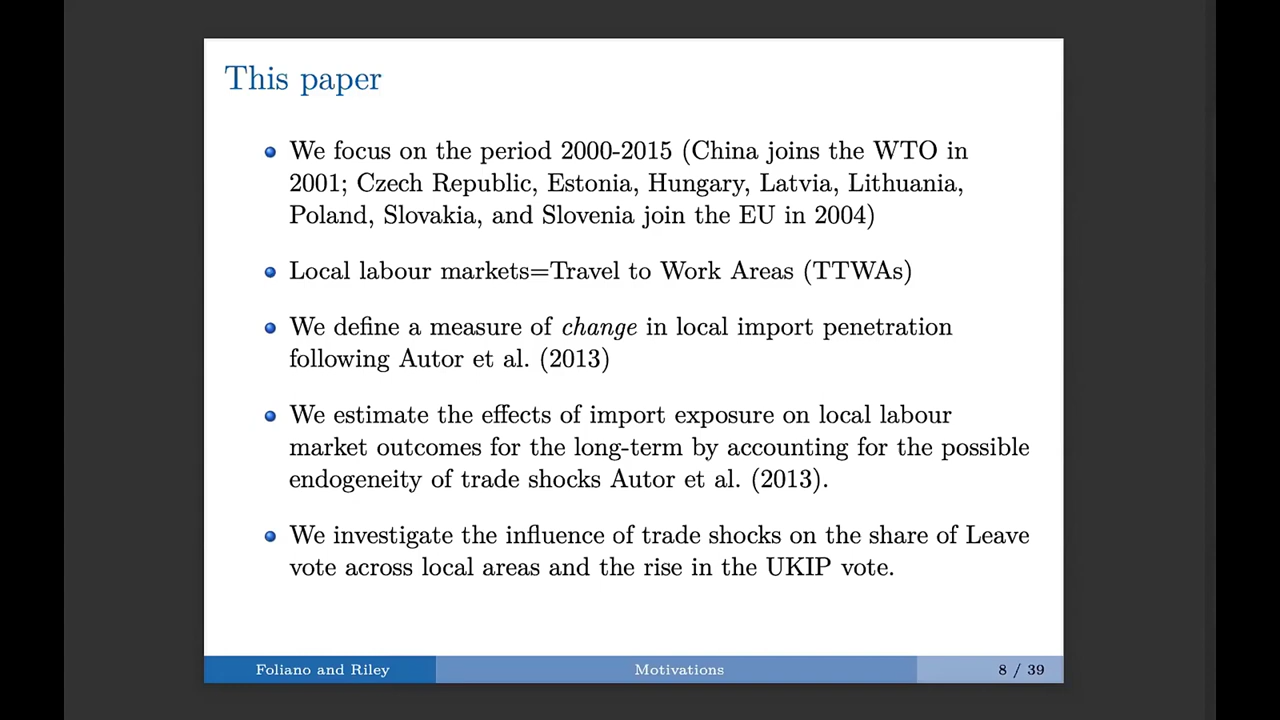 This paper
We focus on the period 2000-2015 (China joins the WTO in
2001; Czech Republic, Estonia, Hungary, Latvia, Lithuania,
Poland, Slovakia, and Slovenia join the EU in 2004)
Local labour markets=Travel to Work Areas (TTWAs)
We define a measure of change in local import penetration
following Autor et al. (2013)
We estimate the effects of import exposure on local labour
market outcomes for the long-term by accounting for the possible
endogeneity of trade shocks Autor et al. (2013).
We investigate the influence of trade shocks on the share of Leave
vote across local areas and the rise in the UKIP vote.
Foliano and Riley
Motivations
8 / 39